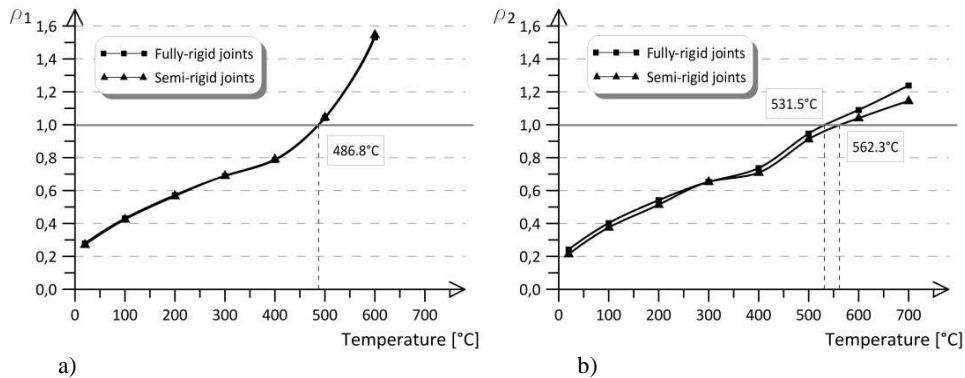 ρ1
1,6
1,4
1,2
1,0
0,8
0,6
0,4
0,2
0,0
Fully-rigid joints
Semi-rigid joints
486.8°C
0 100 200 300 400 500 600 700
Temperature [°C]
a)
ρ2
1,6
1,4
1,2
1,0
0,8
0,6
0,4
0,2
0,0
Fully-rigid joints
Semi-rigid joints
531.5°C
562.3°C
0 100 200 300 400 500 600 700
Temperature [°C]
b)